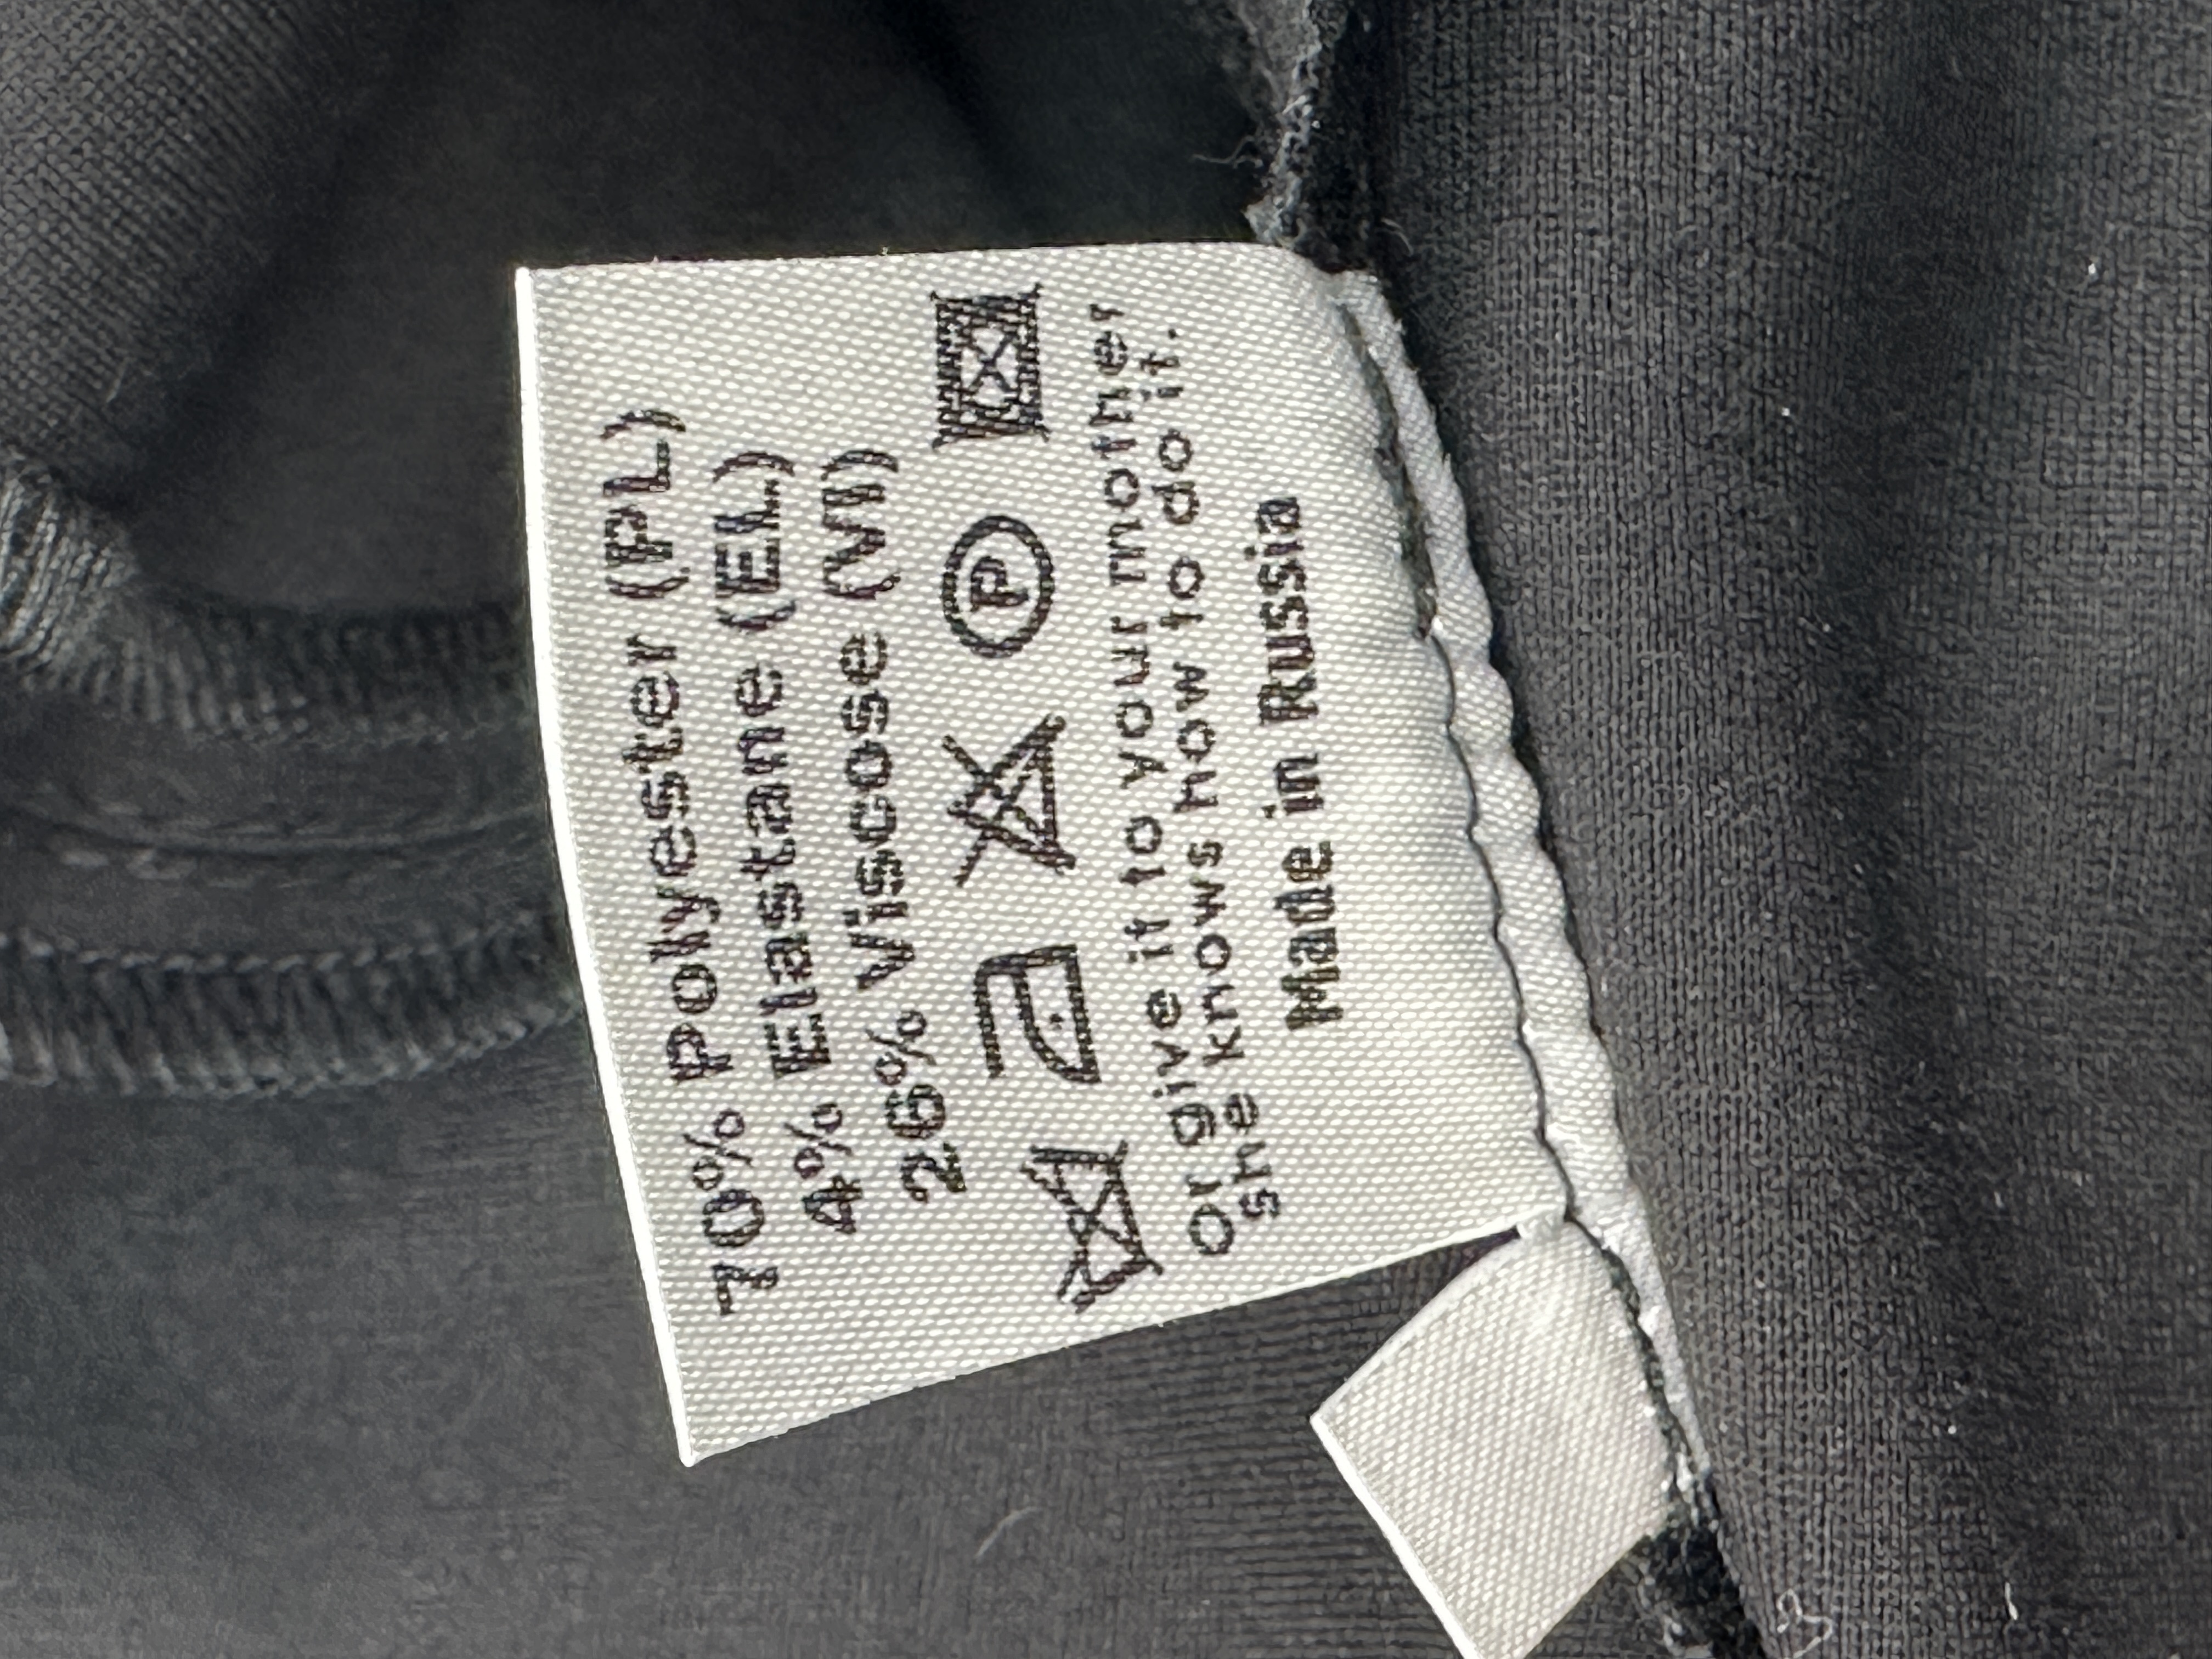 70% Polyester (PL)
4% Elastane (EL)
26% Viscose (VI)
P
Or give it to your mother
she knows how to do it.
Made in Russia